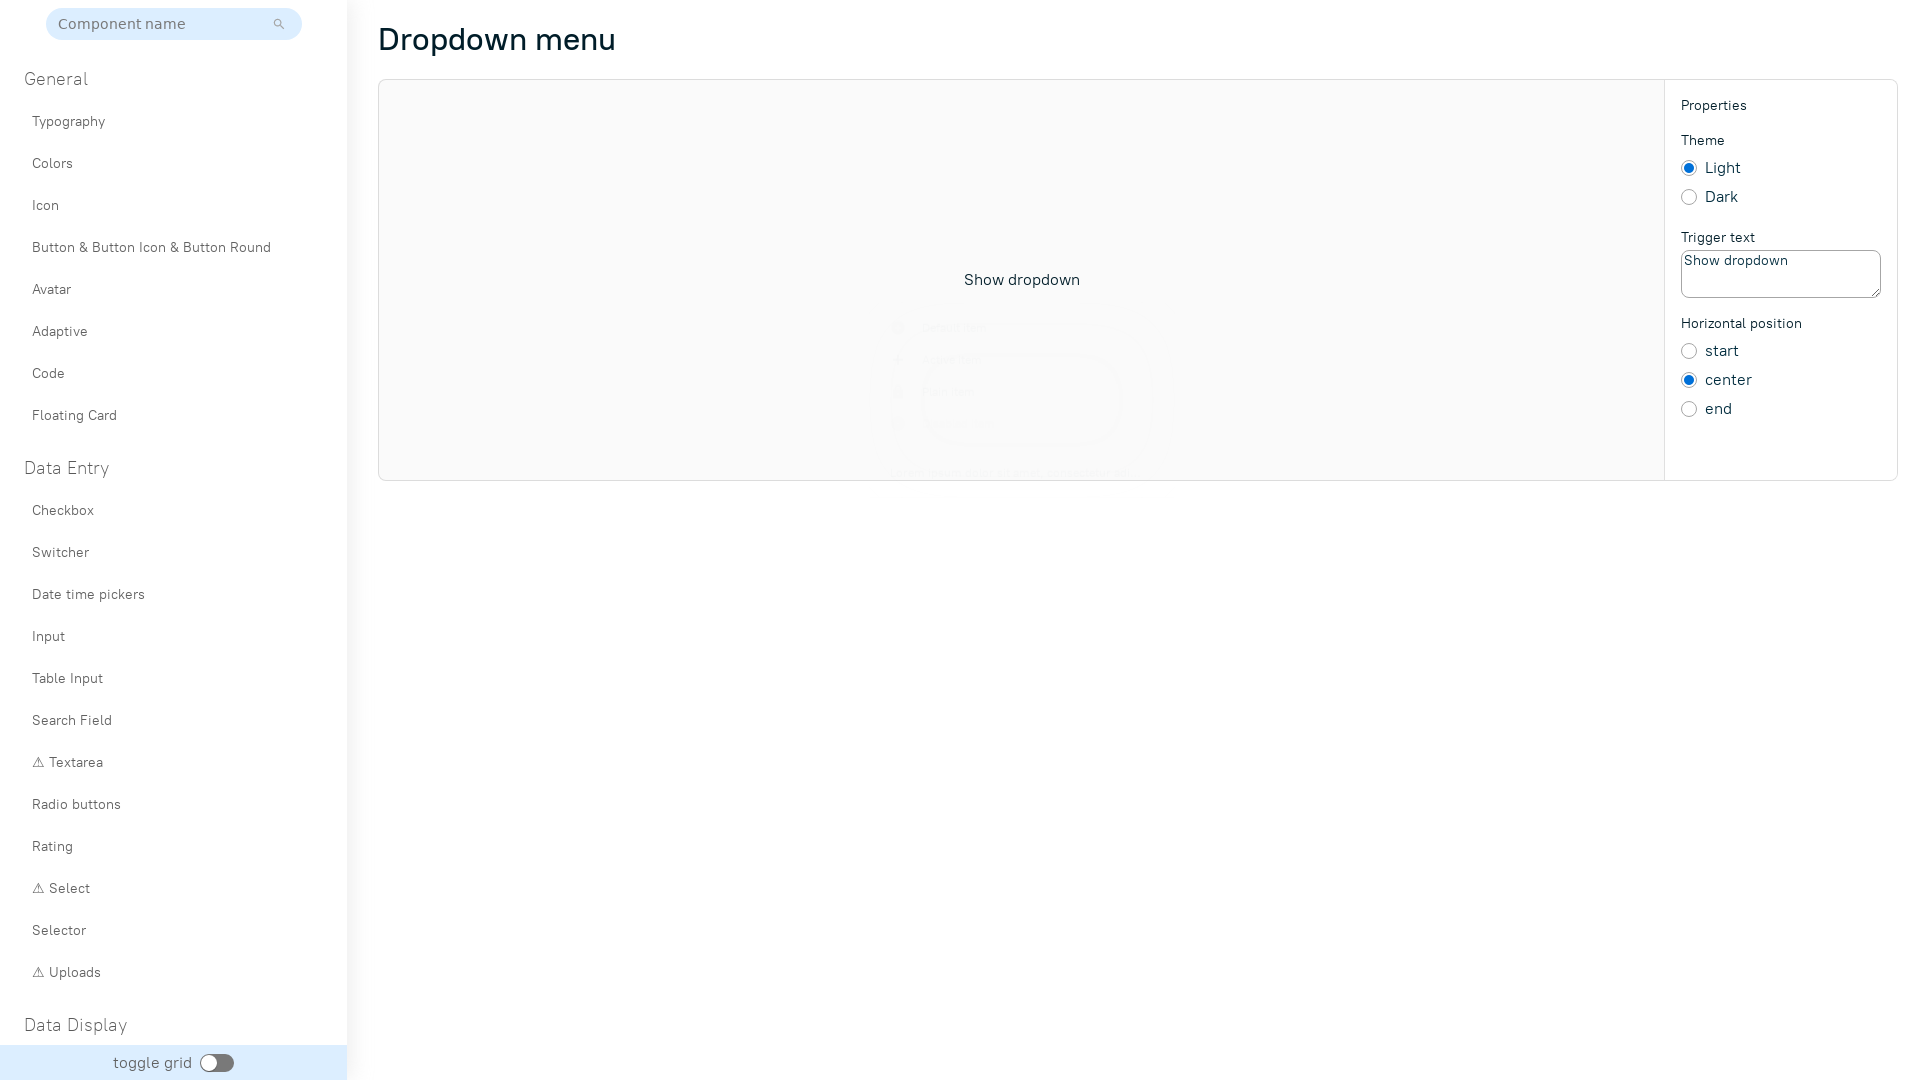 Component name
General
Typography
Colors
Icon
Button & Button Icon & Button Round
Avatar
Adaptive
Code
Floating Card
Data Entry
Checkbox
Switcher
Date time pickers
Input
Table Input
Search Field
⚠ Textarea
Radio buttons
Rating
⚠ Select
Selector
⚠ Uploads
Data Display
toggle grid
Dropdown menu
Show dropdown
Properties
Theme
Light
Dark
Trigger text
Show dropdown
Horizontal position
start
center
end